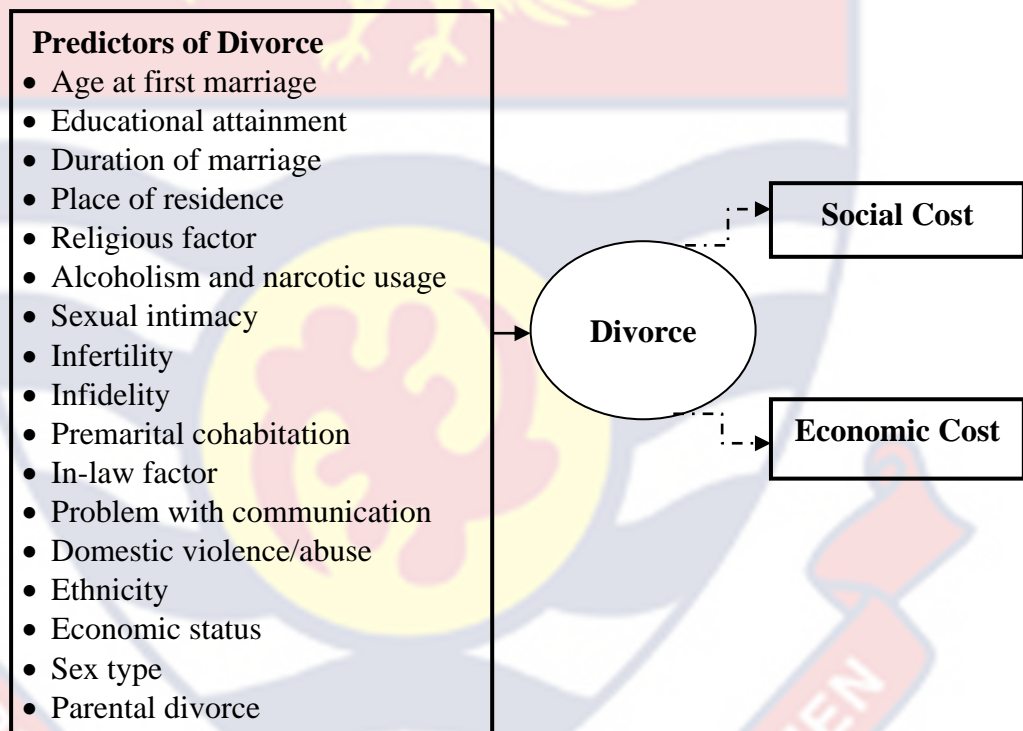 Predictors of Divorce
• Age at first marriage
• Educational attainment
• Duration of marriage
• Place of residence
• Religious factor
• Alcoholism and narcotic usage
• Sexual intimacy
• Infertility
• Infidelity
• Premarital cohabitation
• In-law factor
• Problem with communication
• Domestic violence/abuse
• Ethnicity
• Economic status
• Sex type
• Parental divorce
Divorce
Social Cost
Economic Cost